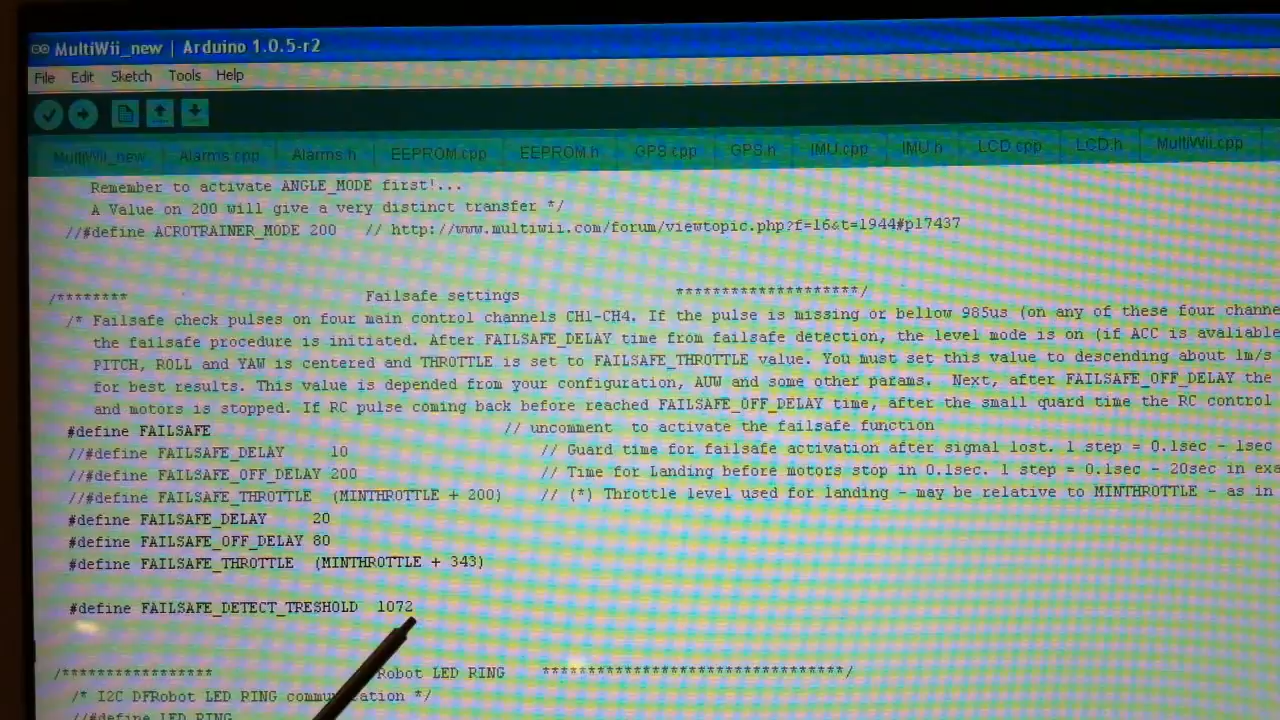 MultiWii_new | Arduino 1.0.5-r2
File Edit Sketch Tools Help
MultiWii_new Alarms.cpp Alarms.h EEPROM.cpp EEPROM.h GPS.cpp GPS.h IMU.cpp IMU.h LCD.cpp LCD.h MultiWii.cpp
Remember to activate ANGLE_MODE first!...
A Value on 200 will give a very distinct transfer */
//#define ACROTRAINER_MODE 200 // http://www.multiwii.com/forum/viewtopic.php?f=16&t=1944#p17437
/******** Failsafe settings ********************/
/* Failsafe check pulses on four main control channels CH1-CH4. If the pulse is missing or bellow 985us (on any of these four channe
the failsafe procedure is initiated. After FAILSAFE_DELAY time from failsafe detection, the level mode is on (if ACC is avaliable
PITCH, ROLL and YAW is centered and THROTTLE is set to FAILSAFE_THROTTLE value. You must set this value to descending about 1m/s
for best results. This value is depended from your configuration, AUW and some other params. Next, after FAILSAFE_OFF_DELAY the
and motors is stopped. If RC pulse coming back before reached FAILSAFE_OFF_DELAY time, after the small quard time the RC control
#define FAILSAFE // uncomment to activate the failsafe function
//#define FAILSAFE_DELAY 10 // Guard time for failsafe activation after signal lost. 1 step = 0.1sec - 1sec
//#define FAILSAFE_OFF_DELAY 200 // Time for Landing before motors stop in 0.1sec. 1 step = 0.1sec - 20sec in exa
//#define FAILSAFE_THROTTLE (MINTHROTTLE + 200) // (*) Throttle level used for landing - may be relative to MINTHROTTLE - as in
#define FAILSAFE_DELAY 20
#define FAILSAFE_OFF_DELAY 80
#define FAILSAFE_THROTTLE (MINTHROTTLE + 343)
#define FAILSAFE_DETECT_TRESHOLD 1072
/***************** Robot LED RING *********************************/
/* I2C DFRobot LED RING communication */
//#define LED_RING